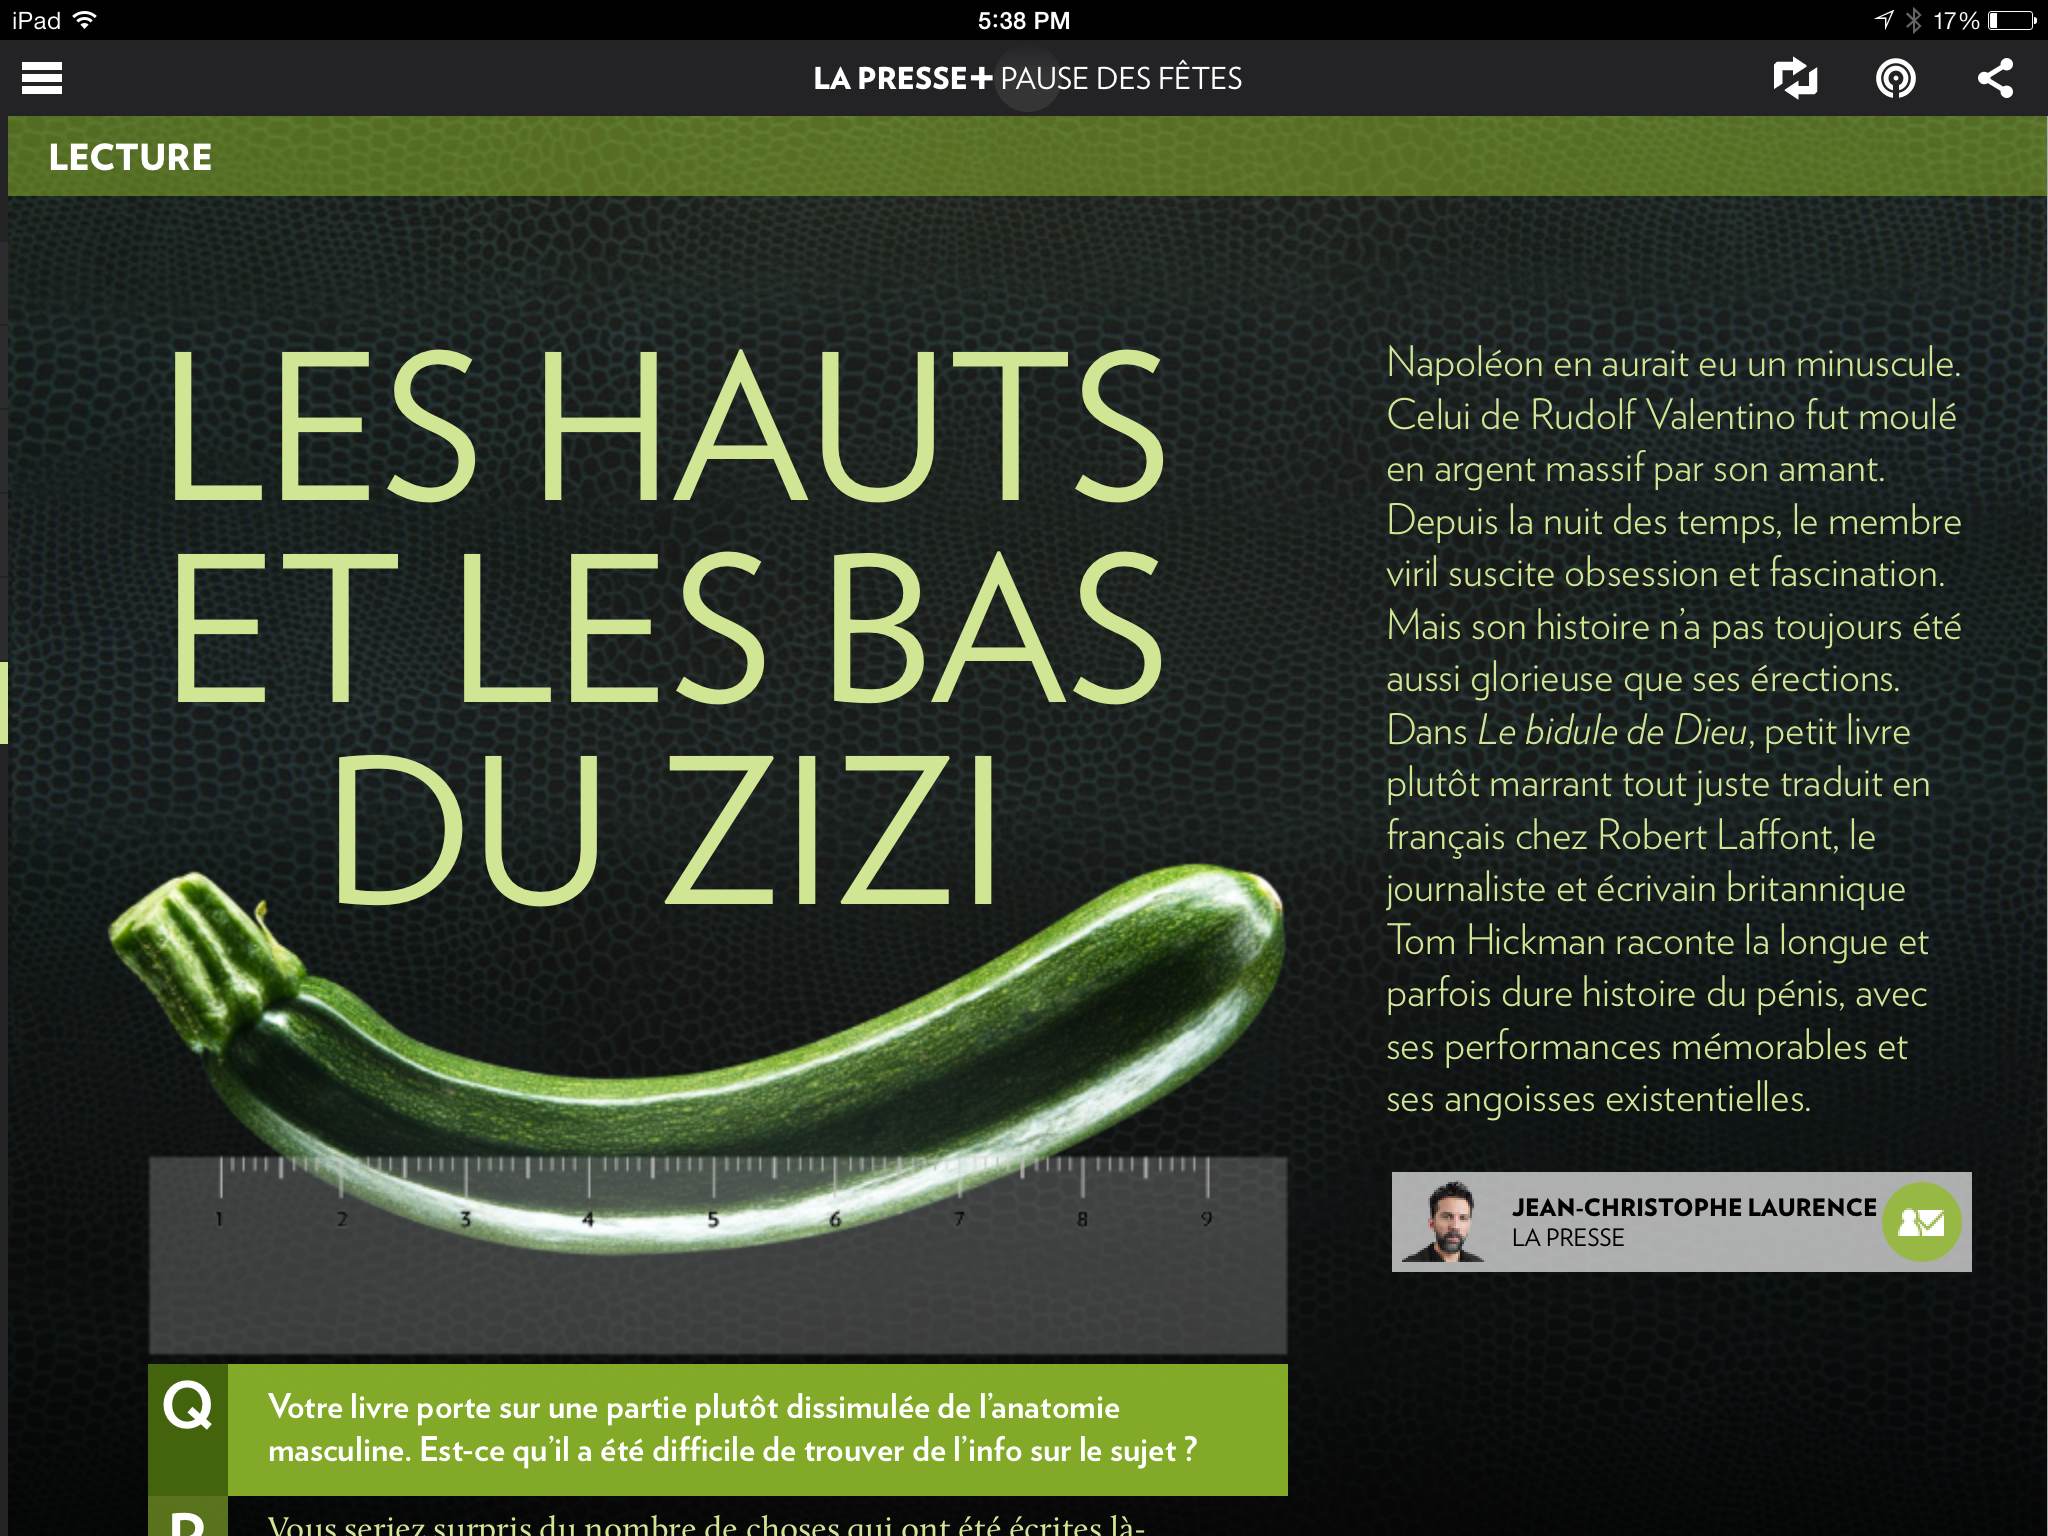 iPad
5:38 PM
17%
LA PRESSE+ PAUSE DES FÊTES
LECTURE
LES HAUTS
ET LES BAS
DU ZIZI
Napoléon en aurait eu un minuscule.
Celui de Rudolf Valentino fut moulé
en argent massif par son amant.
Depuis la nuit des temps, le membre
viril suscite obsession et fascination.
Mais son histoire n’a pas toujours été
aussi glorieuse que ses érections.
Dans Le bidule de Dieu, petit livre
plutôt marrant tout juste traduit en
français chez Robert Laffont, le
journaliste et écrivain britannique
Tom Hickman raconte la longue et
parfois dure histoire du pénis, avec
ses performances mémorables et
ses angoisses existentielles.
JEAN-CHRISTOPHE LAURENCE
LA PRESSE
1 2 3 4 5 6 7 8 9
Q
Votre livre porte sur une partie plutôt dissimulée de l’anatomie
masculine. Est-ce qu’il a été difficile de trouver de l’info sur le sujet ?
R
Vous seriez surpris du nombre de choses qui ont été écrites là-